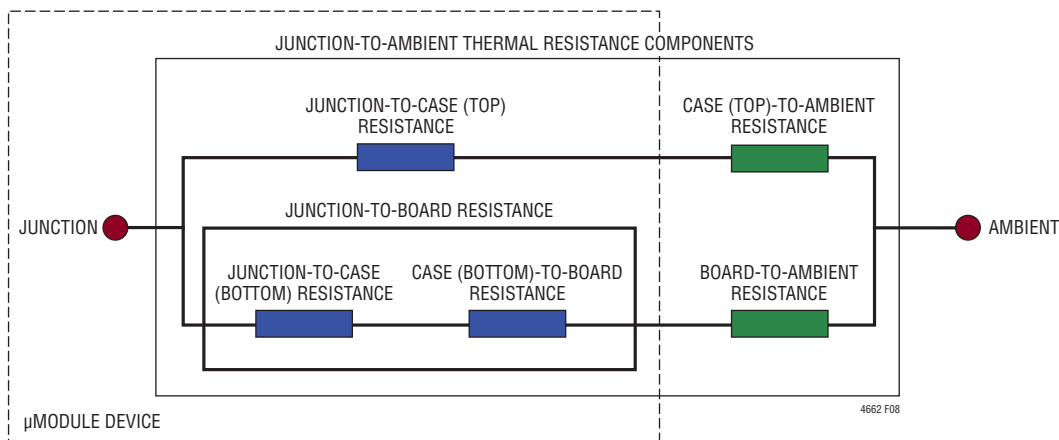 JUNCTION-TO-AMBIENT THERMAL RESISTANCE COMPONENTS
JUNCTION-TO-CASE (TOP)
RESISTANCE
CASE (TOP)-TO-AMBIENT
RESISTANCE
JUNCTION
JUNCTION-TO-BOARD RESISTANCE
AMBIENT
JUNCTION-TO-CASE
(BOTTOM) RESISTANCE
CASE (BOTTOM)-TO-BOARD
RESISTANCE
BOARD-TO-AMBIENT
RESISTANCE
4662 F08
µMODULE DEVICE